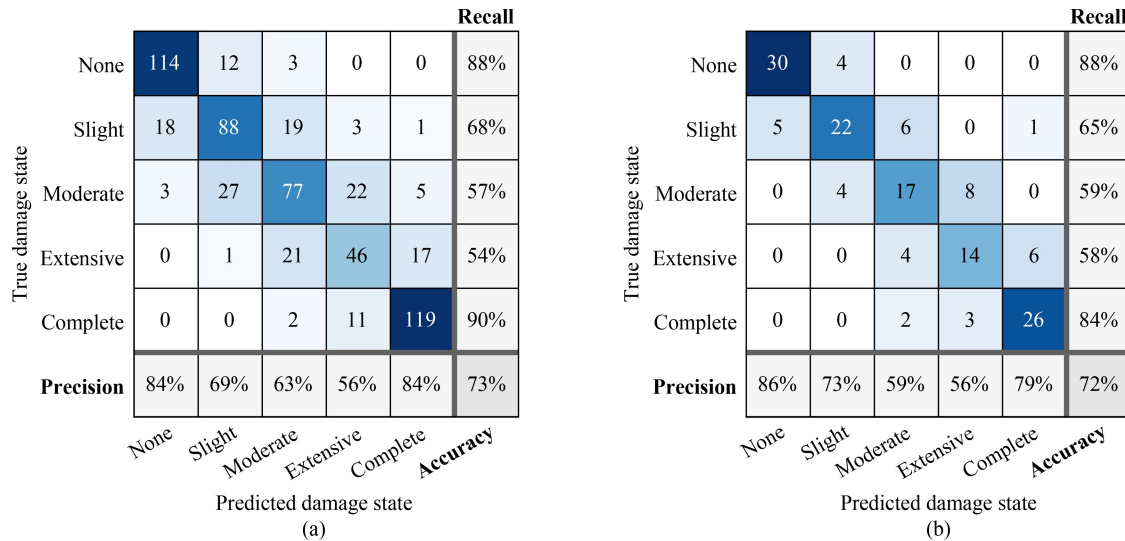 Recall
None 114 12 3 0 0 88%
Slight 18 88 19 3 1 68%
Moderate 3 27 77 22 5 57%
Extensive 0 1 21 46 17 54%
Complete 0 0 2 11 119 90%
Precision 84% 69% 63% 56% 84% 73%
None Slight Moderate Extensive Complete Accuracy
True damage state
Predicted damage state
(a)
Recall
None 30 4 0 0 0 88%
Slight 5 22 6 0 1 65%
Moderate 0 4 17 8 0 59%
Extensive 0 0 4 14 6 58%
Complete 0 0 2 3 26 84%
Precision 86% 73% 59% 56% 79% 72%
None Slight Moderate Extensive Complete Accuracy
True damage state
Predicted damage state
(b)